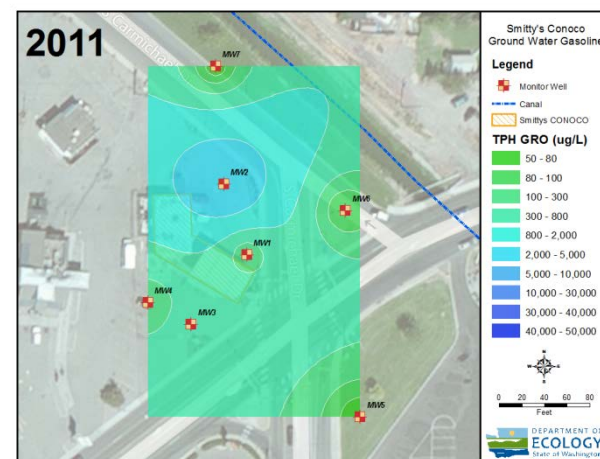 2011
Smitty's Conoco
Ground Water Gasoline
Legend
Monitor Well
Canal
Smittys CONOCO
TPH GRO (ug/L)
50 - 80
80 - 100
100 - 300
300 - 800
800 - 2,000
2,000 - 5,000
5,000 - 10,000
10,000 - 30,000
30,000 - 40,000
40,000 - 50,000
MW7
MW2
MW6
MW1
MW4
MW3
MW5
N
W
E
S
0
20
40
60
80
Feet
DEPARTMENT OF
ECOLOGY
State of Washington